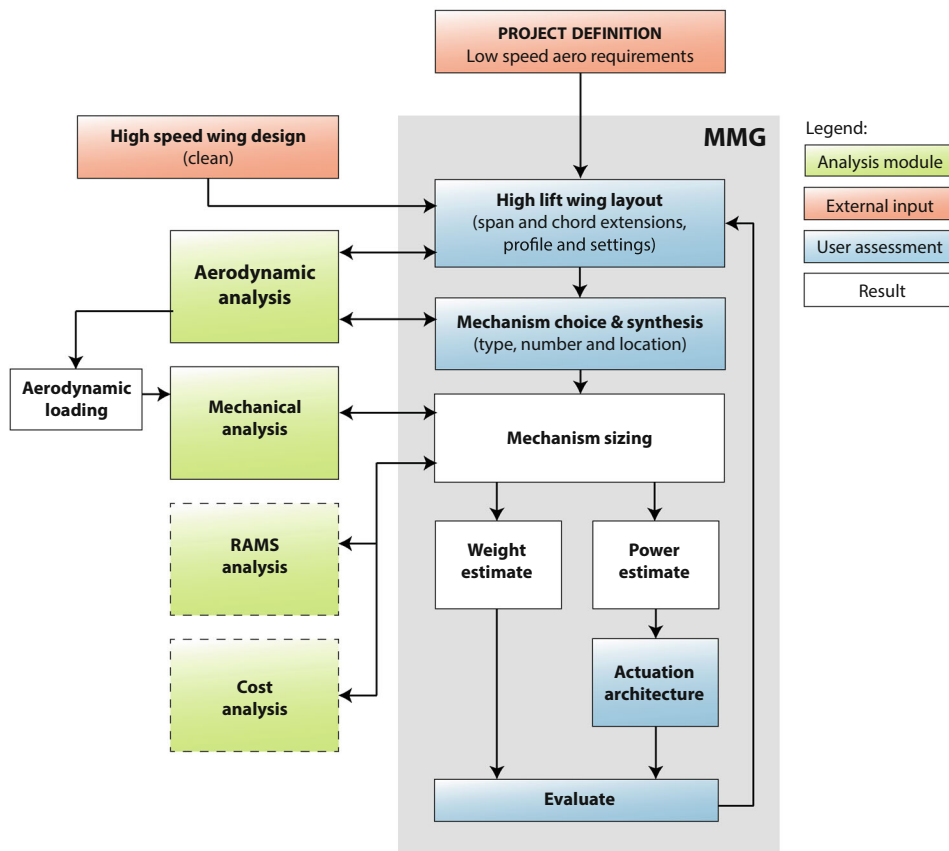 PROJECT DEFINITION
Low speed aero requirements
High speed wing design
(clean)
MMG
Legend:
Analysis module
External input
User assessment
Result
High lift wing layout
(span and chord extensions,
profile and settings)
Aerodynamic
analysis
Mechanism choice & synthesis
(type, number and location)
Aerodynamic
loading
Mechanical
analysis
Mechanism sizing
RAMS
analysis
Weight
estimate
Power
estimate
Cost
analysis
Actuation
architecture
Evaluate